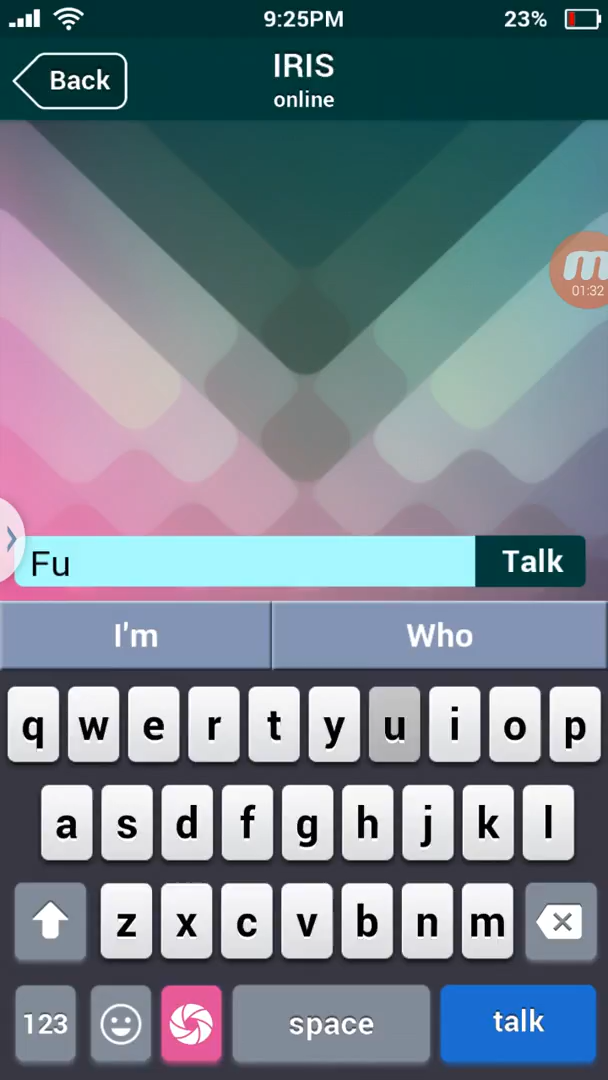 9:25PM
23%
Back
IRIS
online
m
01:32
Fu
Talk
I'm
Who
q w e r t y u i o p
a s d f g h j k l
z x c v b n m
123
space
talk